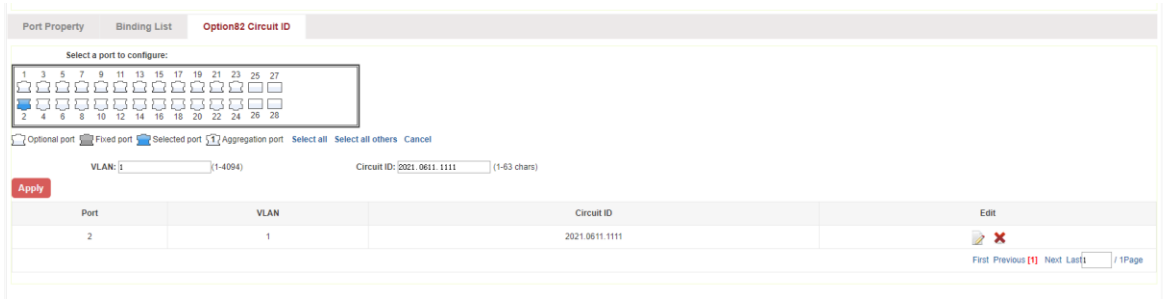 Port Property Binding List Option82 Circuit ID
Select a port to configure:
1 3 5 7 9 11 13 15 17 19 21 23 25 27
2 4 6 8 10 12 14 16 18 20 22 24 26 28
Optional port Fixed port Selected port 1 Aggregation port Select all Select all others Cancel
VLAN: 1 (1-4094) Circuit ID: 2021.0611.1111 (1-63 chars)
Apply
Port VLAN Circuit ID Edit
2 1 2021.0611.1111
First Previous [1] Next Last 1 / 1Page